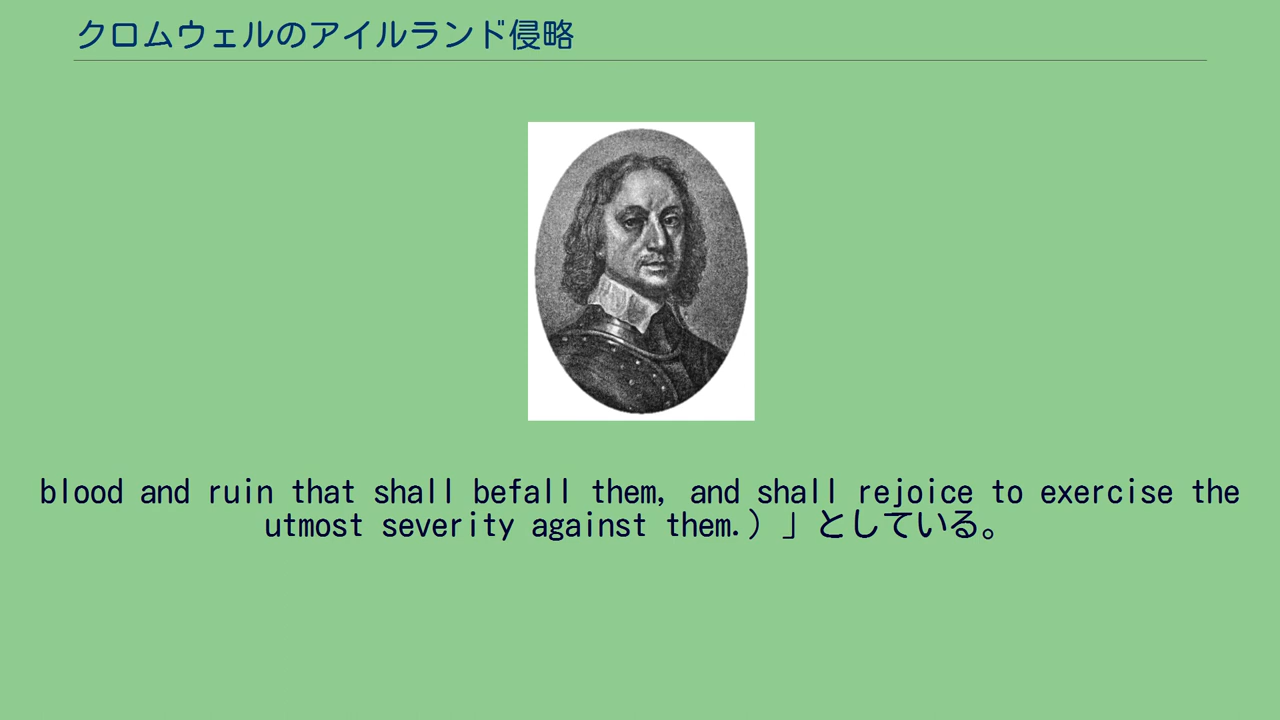 クロムウェルのアイルランド侵略
blood and ruin that shall befall them, and shall rejoice to exercise the
utmost severity against them.）」としている。